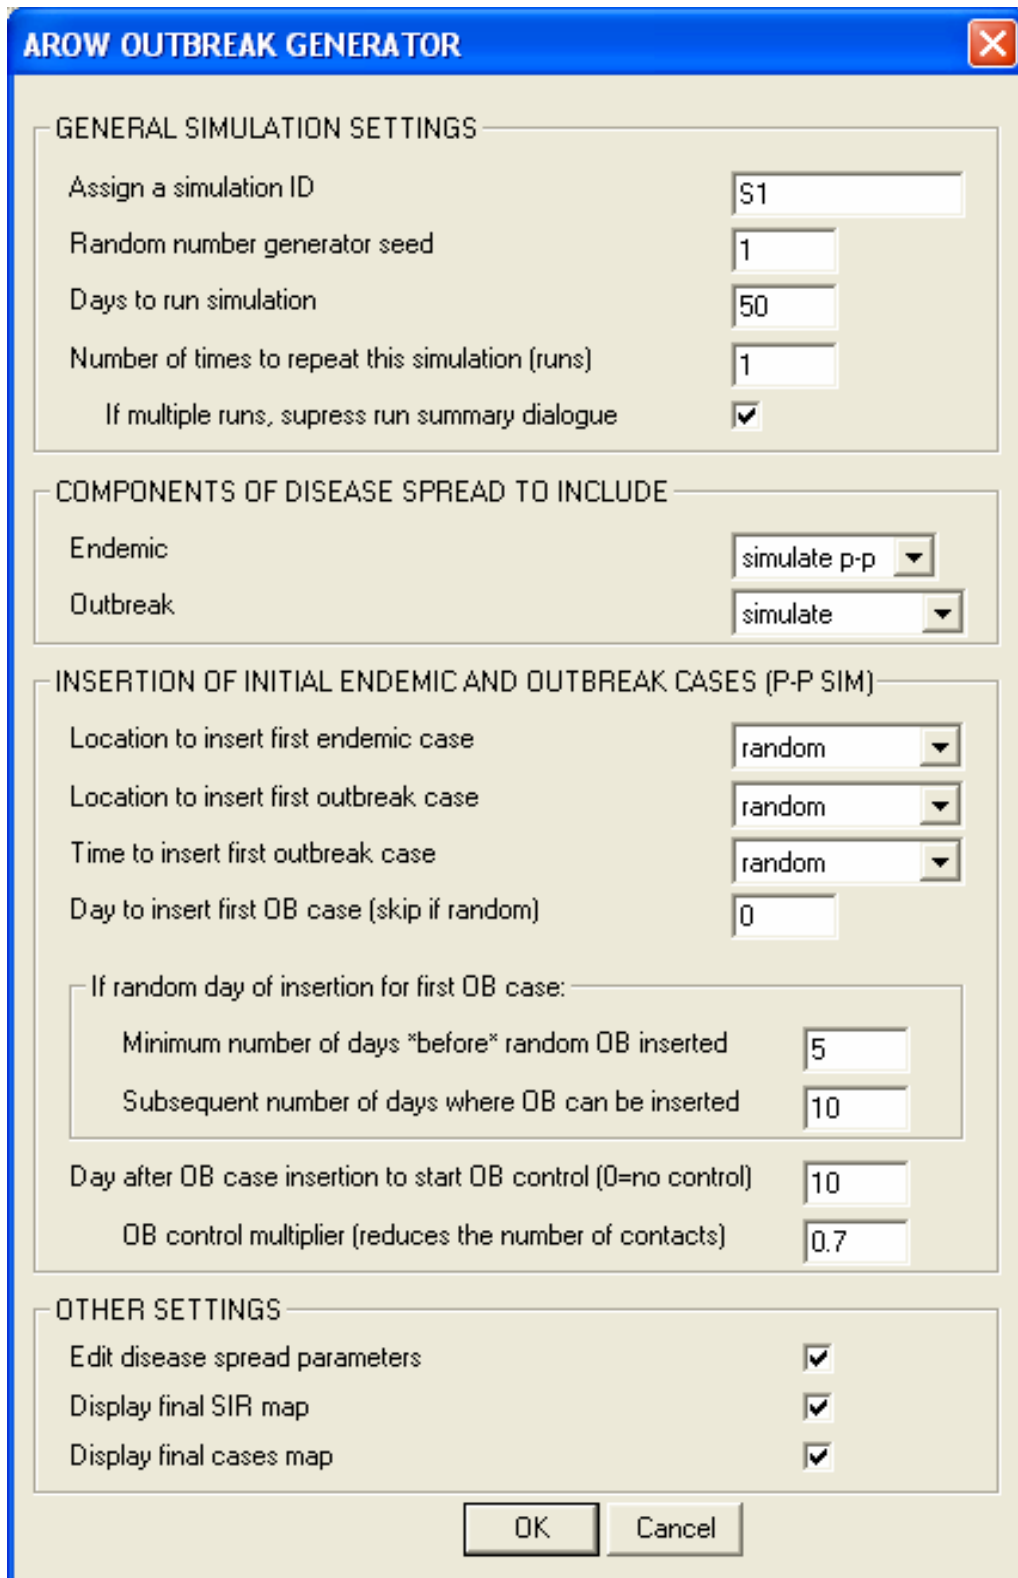 AROW OUTBREAK GENERATOR
GENERAL SIMULATION SETTINGS
Assign a simulation ID S1
Random number generator seed 1
Days to run simulation 50
Number of times to repeat this simulation (runs) 1
If multiple runs, supress run summary dialogue
COMPONENTS OF DISEASE SPREAD TO INCLUDE
Endemic simulate p-p
Outbreak simulate
INSERTION OF INITIAL ENDEMIC AND OUTBREAK CASES (P-P SIM)
Location to insert first endemic case random
Location to insert first outbreak case random
Time to insert first outbreak case random
Day to insert first OB case (skip if random) 0
If random day of insertion for first OB case:
Minimum number of days *before* random OB inserted 5
Subsequent number of days where OB can be inserted 10
Day after OB case insertion to start OB control (0=no control) 10
OB control multiplier (reduces the number of contacts) 0.7
OTHER SETTINGS
Edit disease spread parameters
Display final SIR map
Display final cases map
OK Cancel